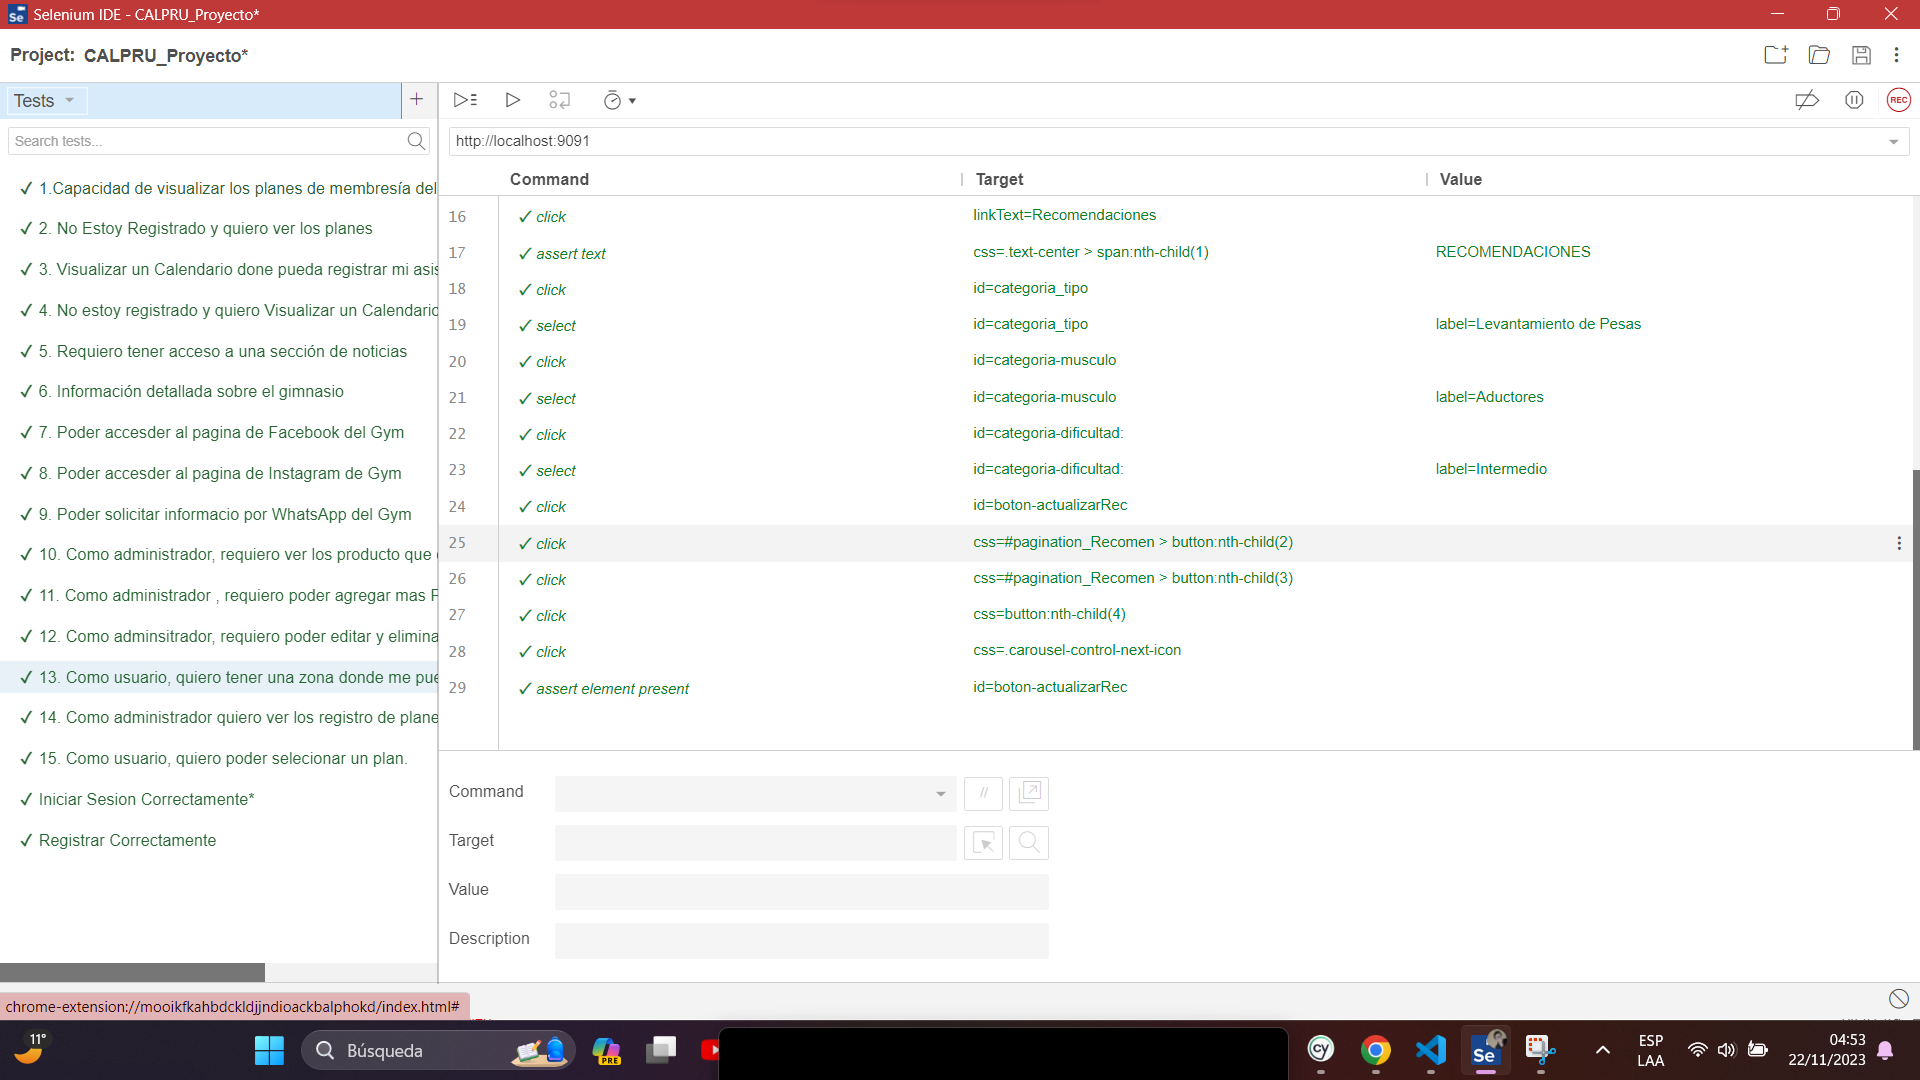 Selenium IDE - CALPRU_Proyecto*
Project: CALPRU_Proyecto*
Tests
Search tests...
http://localhost:9091
Command Target Value
✓ 1.Capacidad de visualizar los planes de membresía del
✓ 2. No Estoy Registrado y quiero ver los planes
✓ 3. Visualizar un Calendario done pueda registrar mi asis
✓ 4. No estoy registrado y quiero Visualizar un Calendario
✓ 5. Requiero tener acceso a una sección de noticias
✓ 6. Información detallada sobre el gimnasio
✓ 7. Poder accesder al pagina de Facebook del Gym
✓ 8. Poder accesder al pagina de Instagram de Gym
✓ 9. Poder solicitar informacio por WhatsApp del Gym
✓ 10. Como administrador, requiero ver los producto que
✓ 11. Como administrador , requiero poder agregar mas P
✓ 12. Como adminsitrador, requiero poder editar y elimina
✓ 13. Como usuario, quiero tener una zona donde me pue
✓ 14. Como administrador quiero ver los registro de plane
✓ 15. Como usuario, quiero poder selecionar un plan.
✓ Iniciar Sesion Correctamente*
✓ Registrar Correctamente
16 ✓ click linkText=Recomendaciones
17 ✓ assert text css=.text-center > span:nth-child(1) RECOMENDACIONES
18 ✓ click id=categoria_tipo
19 ✓ select id=categoria_tipo label=Levantamiento de Pesas
20 ✓ click id=categoria-musculo
21 ✓ select id=categoria-musculo label=Aductores
22 ✓ click id=categoria-dificultad:
23 ✓ select id=categoria-dificultad: label=Intermedio
24 ✓ click id=boton-actualizarRec
25 ✓ click css=#pagination_Recomen > button:nth-child(2)
26 ✓ click css=#pagination_Recomen > button:nth-child(3)
27 ✓ click css=button:nth-child(4)
28 ✓ click css=.carousel-control-next-icon
29 ✓ assert element present id=boton-actualizarRec
Command //
Target
Value
Description
REC
chrome-extension://mooikfkahbdckldjjndioackbalphokd/index.html#
11°
Búsqueda
PRE
cy
Se
ESP
LAA
04:53
22/11/2023